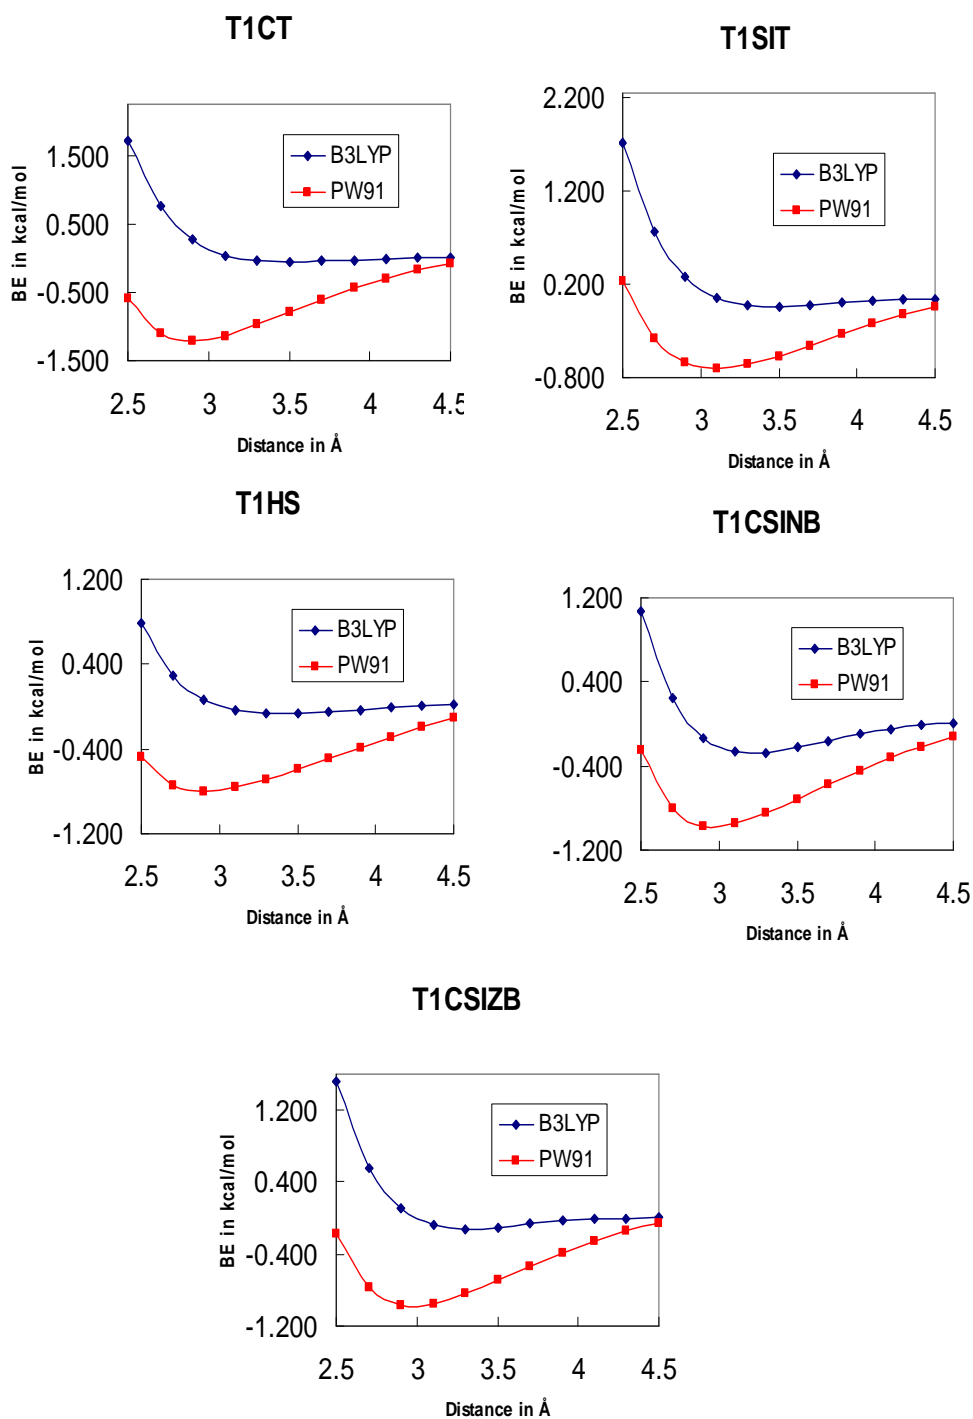 T1CT
BE in kcal/mol
1.500
0.500
-0.500
-1.500
B3LYP
PW91
2.5 3 3.5 4 4.5
Distance in Å
T1SIT
BE in kcal/mol
2.200
1.200
0.200
-0.800
B3LYP
PW91
2.5 3 3.5 4 4.5
Distance in Å
T1HS
BE in kcal/mol
1.200
0.400
-0.400
-1.200
B3LYP
PW91
2.5 3 3.5 4 4.5
Distance in Å
T1CSINB
BE in kcal/mol
1.200
0.400
-0.400
-1.200
B3LYP
PW91
2.5 3 3.5 4 4.5
Distance in Å
T1CSIZB
BE in kcal/mol
1.200
0.400
-0.400
-1.200
B3LYP
PW91
2.5 3 3.5 4 4.5
Distance in Å